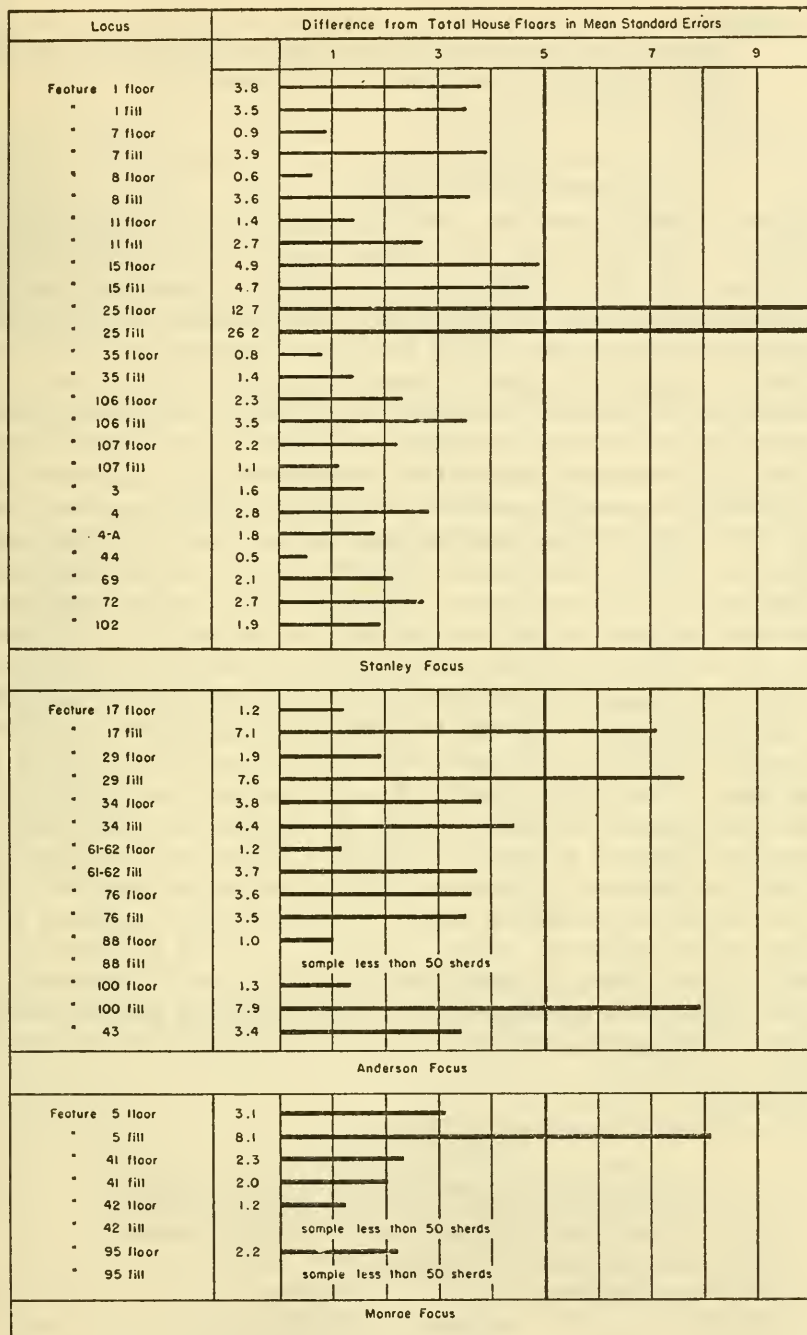 Locus Difference from Total House Floors in Mean Standard Errors
1 3 5 7 9
Feature 1 floor 3.8
" 1 fill 3.5
" 7 floor 0.9
" 7 fill 3.9
" 8 floor 0.6
" 8 fill 3.6
" 11 floor 1.4
" 11 fill 2.7
" 15 floor 4.9
" 15 fill 4.7
" 25 floor 12 7
" 25 fill 26 2
" 35 floor 0.8
" 35 fill 1.4
" 106 floor 2.3
" 106 fill 3.5
" 107 floor 2.2
" 107 fill 1.1
" 3 1.6
" 4 2.8
" 4-A 1.8
" 44 0.5
" 69 2.1
" 72 2.7
" 102 1.9
Stanley Focus
Feature 17 floor 1.2
" 17 fill 7.1
" 29 floor 1.9
" 29 fill 7.6
" 34 floor 3.8
" 34 fill 4.4
" 61-62 floor 1.2
" 61-62 fill 3.7
" 76 floor 3.6
" 76 fill 3.5
" 88 floor 1.0
" 88 fill sample less than 50 sherds
" 100 floor 1.3
" 100 fill 7.9
" 43 3.4
Anderson Focus
Feature 5 floor 3.1
" 5 fill 8.1
" 41 floor 2.3
" 41 fill 2.0
" 42 floor 1.2
" 42 fill sample less than 50 sherds
" 95 floor 2.2
" 95 fill sample less than 50 sherds
Monroe Focus